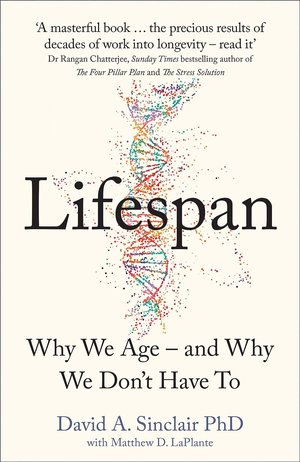 ‘A masterful book ... the precious results of
decades of work into longevity – read it’
Dr Rangan Chatterjee, Sunday Times bestselling author of
The Four Pillar Plan and The Stress Solution
Lifespan
Why We Age – and Why
We Don’t Have To
David A. Sinclair PhD
with Matthew D. LaPlante